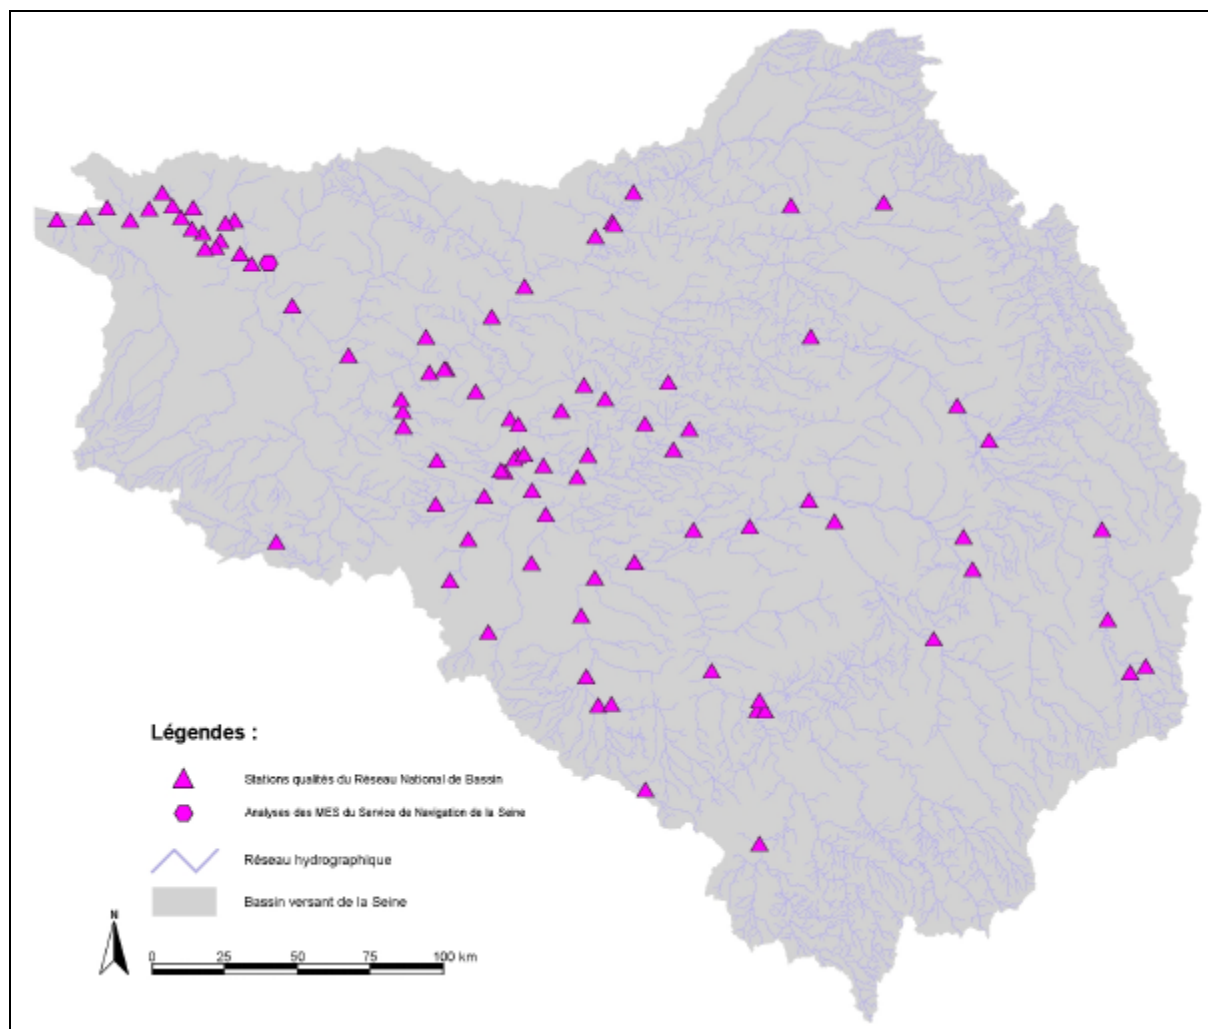 Légendes :
Stations qualités du Réseau National de Bassin
Analyses des MES du Service de Navigation de la Seine
Réseau hydrographique
Bassin versant de la Seine
N
0 25 50 75 100 km